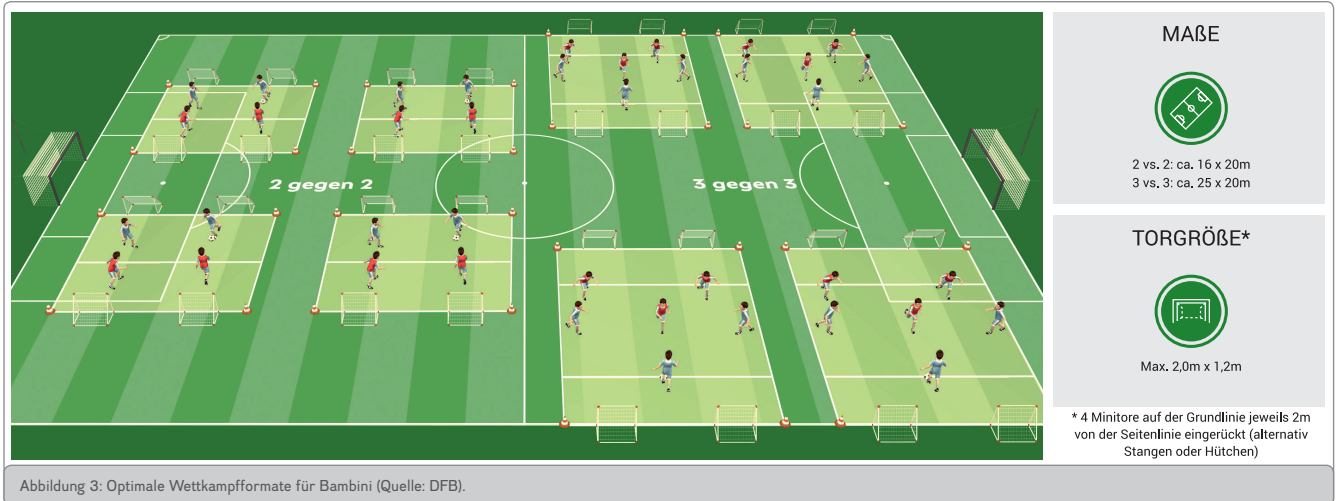 2 gegen 2
3 gegen 3
MAßE
2 vs. 2: ca. 16 x 20m
3 vs. 3: ca. 25 x 20m
TORGRÖßE*
Max. 2,0m x 1,2m
* 4 Minitore auf der Grundlinie jeweils 2m
von der Seitenlinie eingerückt (alternativ
Stangen oder Hütchen)
Abbildung 3: Optimale Wettkampfformate für Bambini (Quelle: DFB).